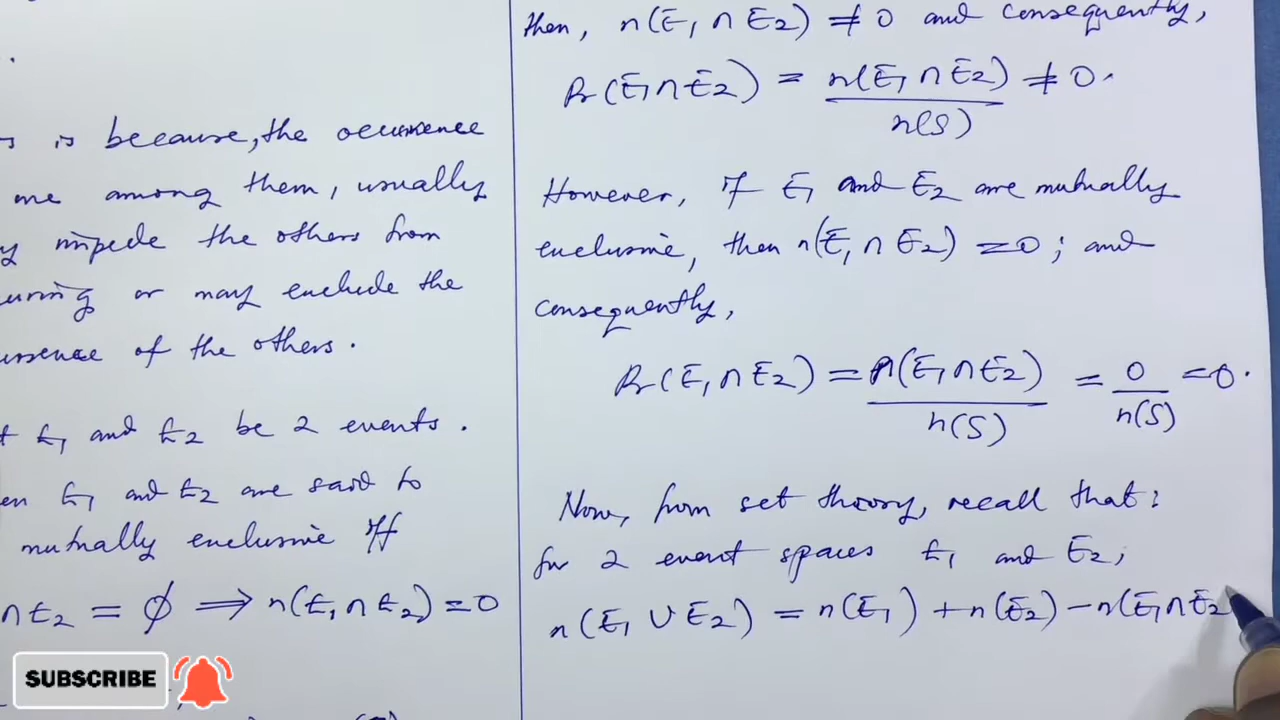 .
s is because, the occurrence
one among them, usually
y impede the others from
uring or may exclude the
urrence of the others.
t E₁ and E₂ be 2 events.
en E₁ and E₂ are said to
mutually exclusive iff
∩E₂ = ∅ ⟹ n(E₁∩E₂)=0
then, n(E₁∩E₂) ≠ 0 and consequently,
Pr(E₁∩E₂) = n(E₁∩E₂)/n(S) ≠ 0.
However, if E₁ and E₂ are mutually
exclusive, then n(E₁∩E₂) = 0; and
consequently,
Pr(E₁∩E₂) = n(E₁∩E₂)/n(S) = 0/n(S) = 0.
Now, from set theory, recall that:
for 2 event spaces E₁ and E₂;
n(E₁ ∪ E₂) = n(E₁) + n(E₂) − n(E₁∩E₂
SUBSCRIBE